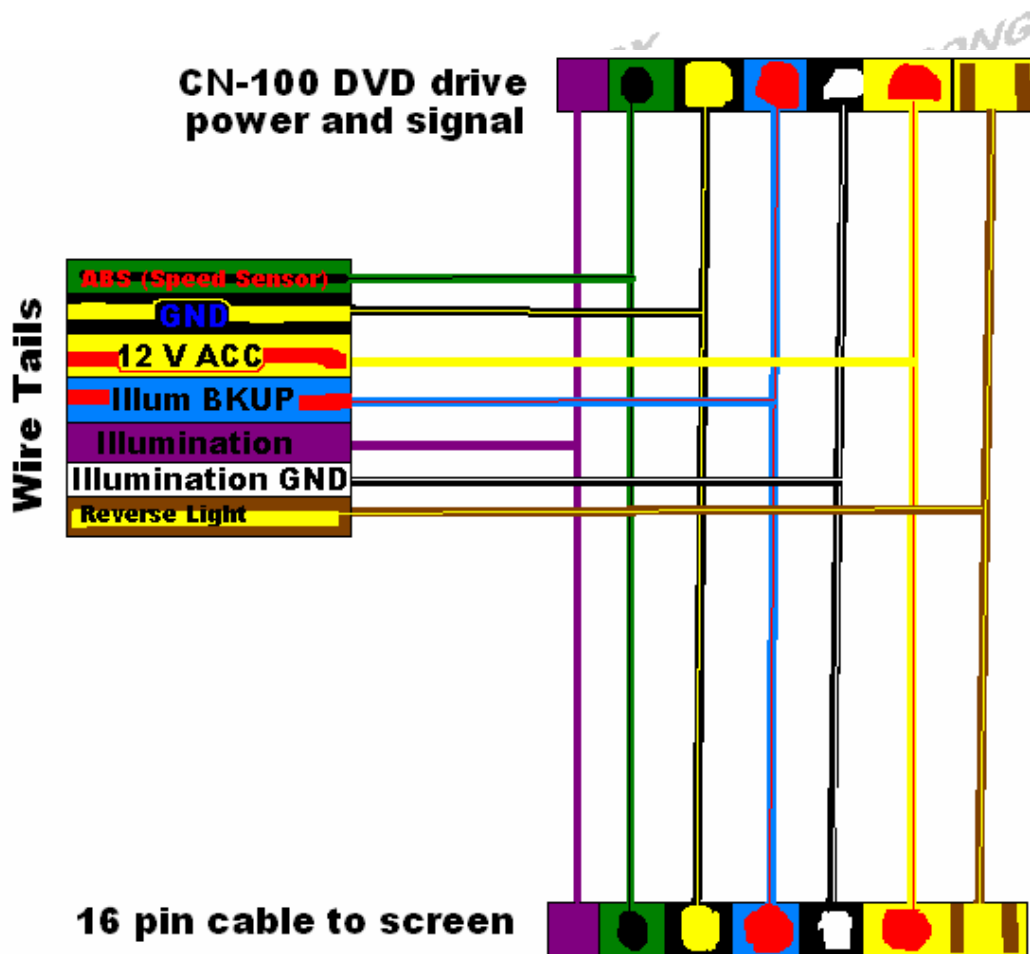 CN-100 DVD drive
power and signal
Wire Tails
ABS (Speed Sensor)
GND
12 V ACC
Illum BKUP
Illumination
Illumination GND
Reverse Light
16 pin cable to screen